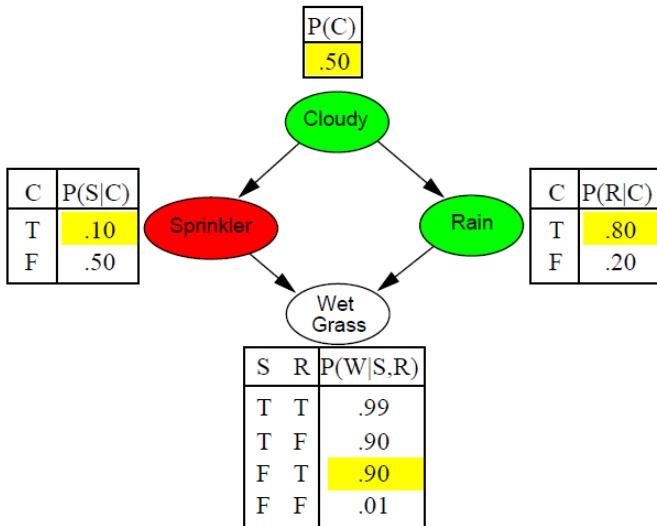 P(C)
.50
Cloudy
C P(S|C)
T .10
F .50
Sprinkler
Rain
C P(R|C)
T .80
F .20
Wet
Grass
S R P(W|S,R)
T T .99
T F .90
F T .90
F F .01